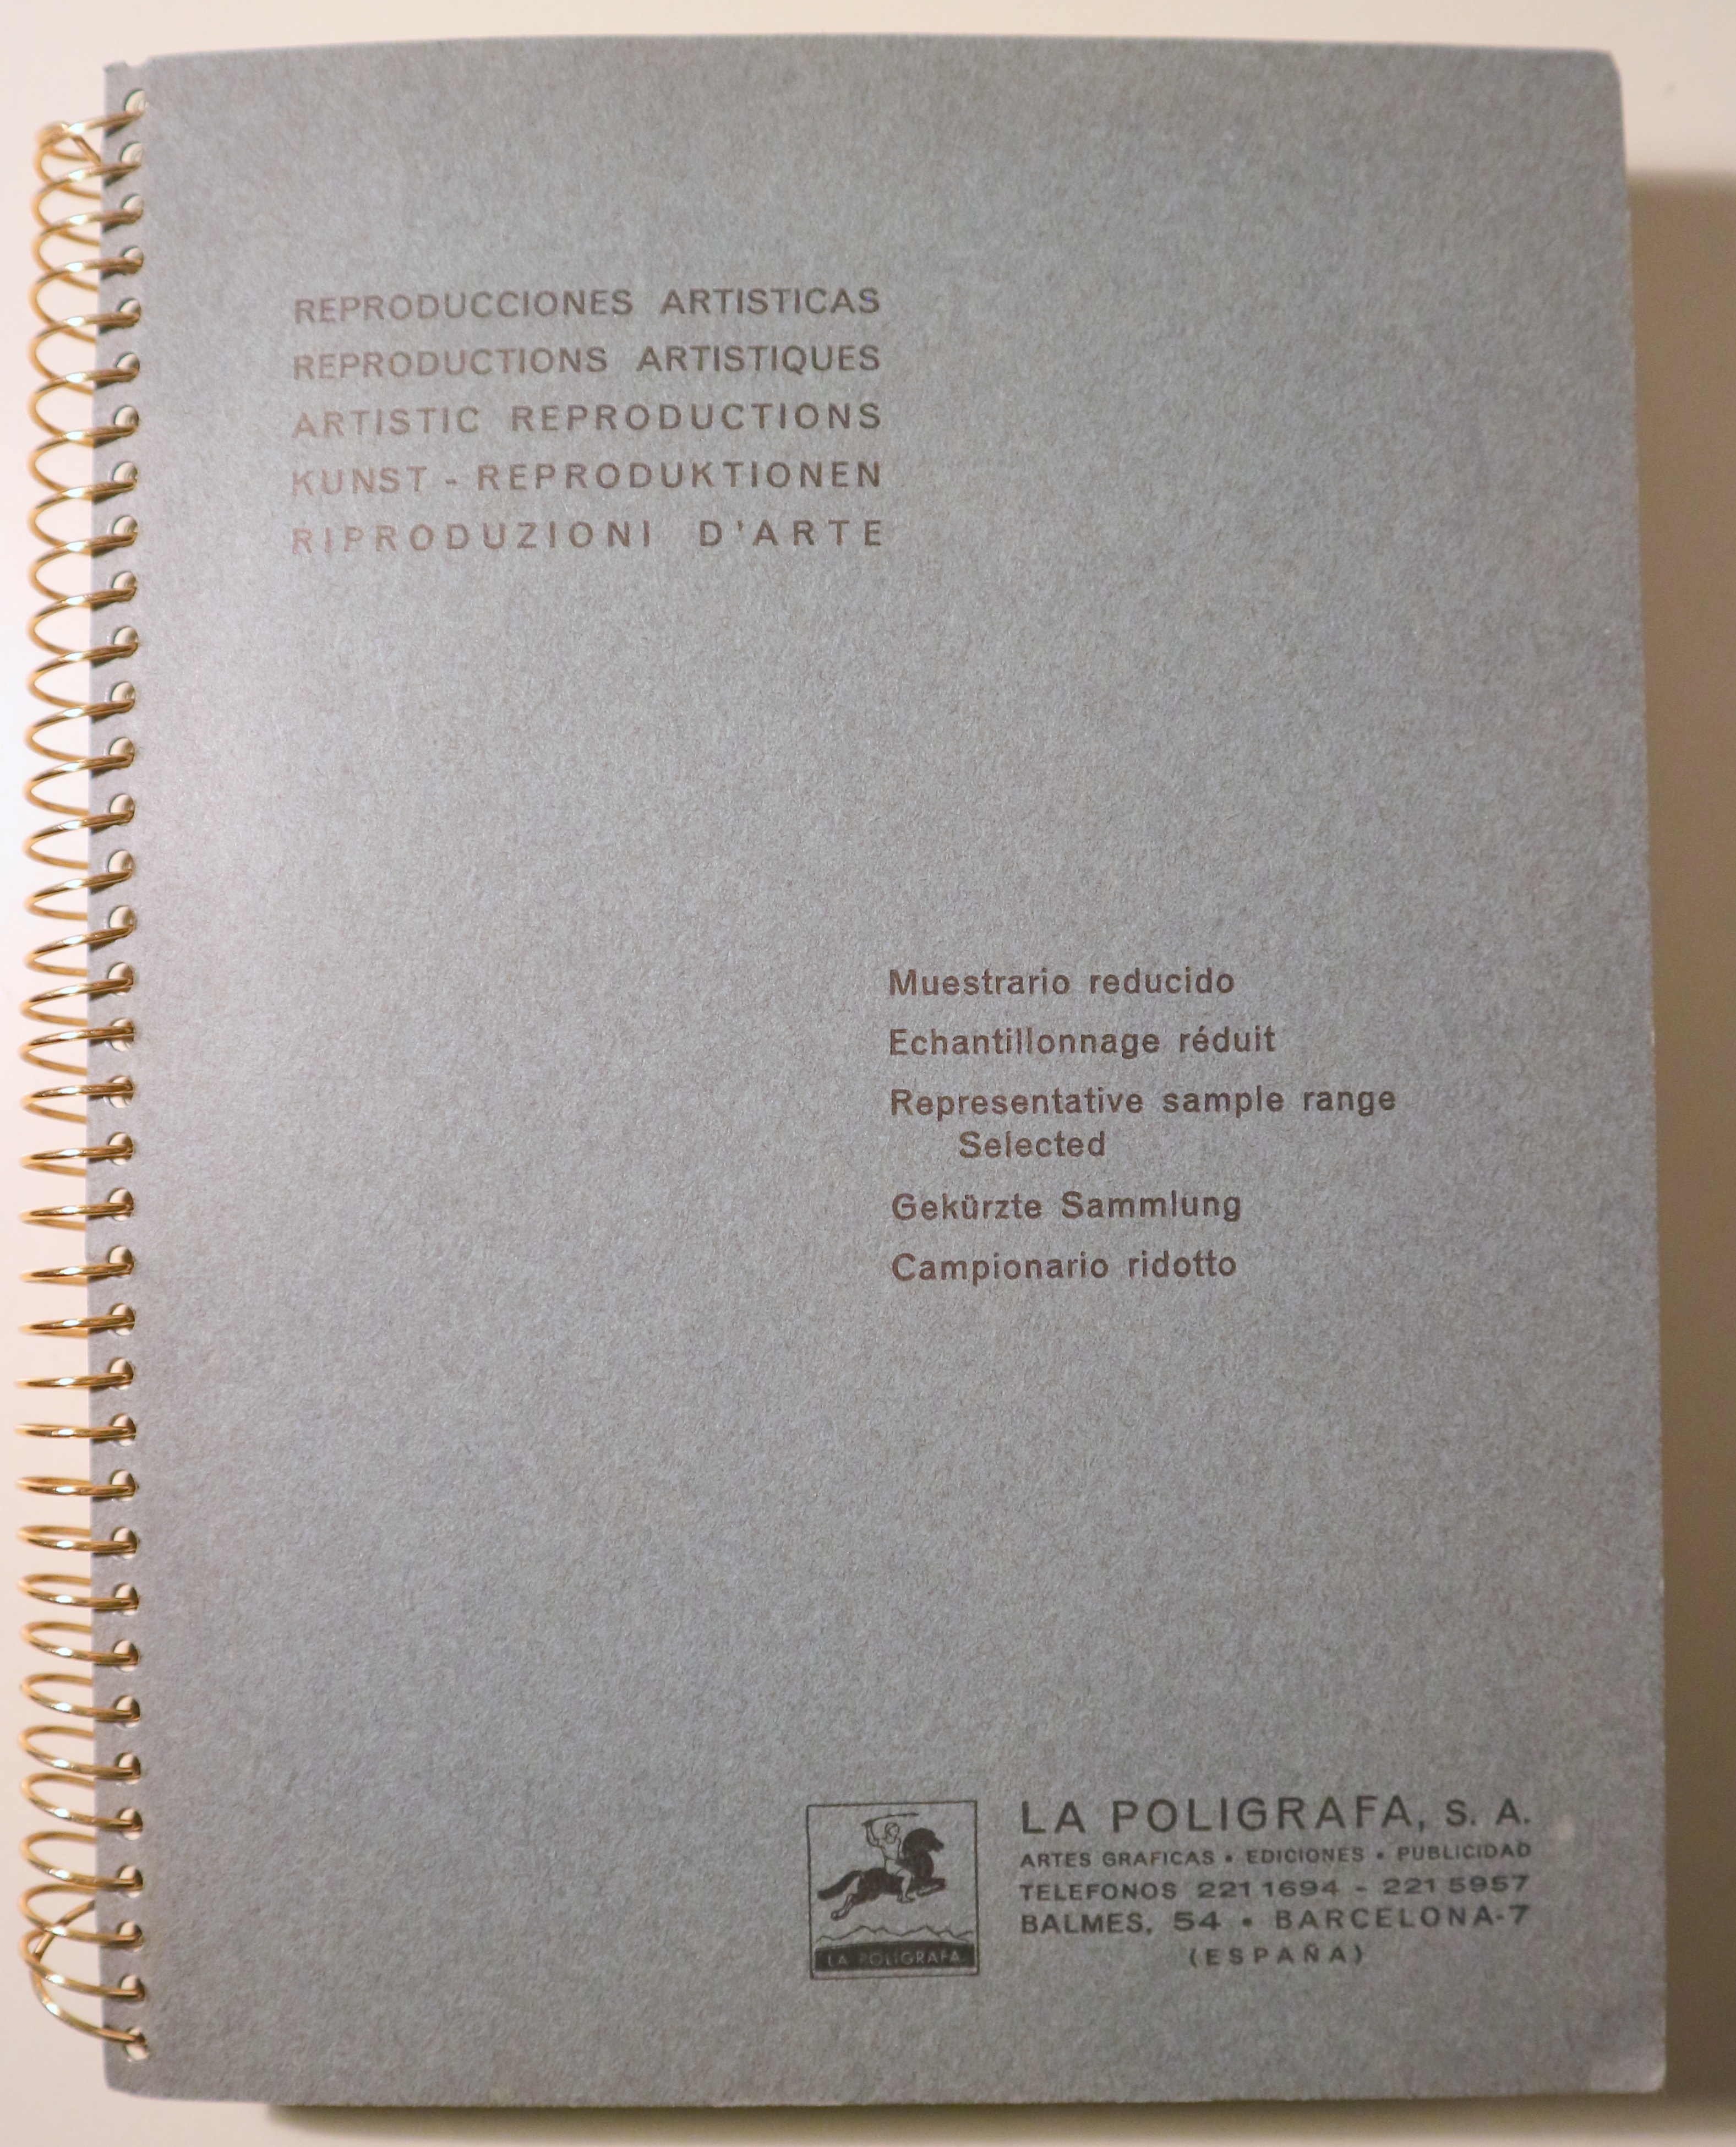 REPRODUCCIONES ARTISTICAS
REPRODUCTIONS ARTISTIQUES
ARTISTIC REPRODUCTIONS
KUNST - REPRODUKTIONEN
RIPRODUZIONI D'ARTE
Muestrario reducido
Echantillonnage réduit
Representative sample range
Selected
Gekürzte Sammlung
Campionario ridotto
LA POLIGRAFA
LA POLIGRAFA, S. A.
ARTES GRAFICAS • EDICIONES • PUBLICIDAD
TELEFONOS 221 1694 - 221 5957
BALMES, 54 • BARCELONA-7
(ESPAÑA)